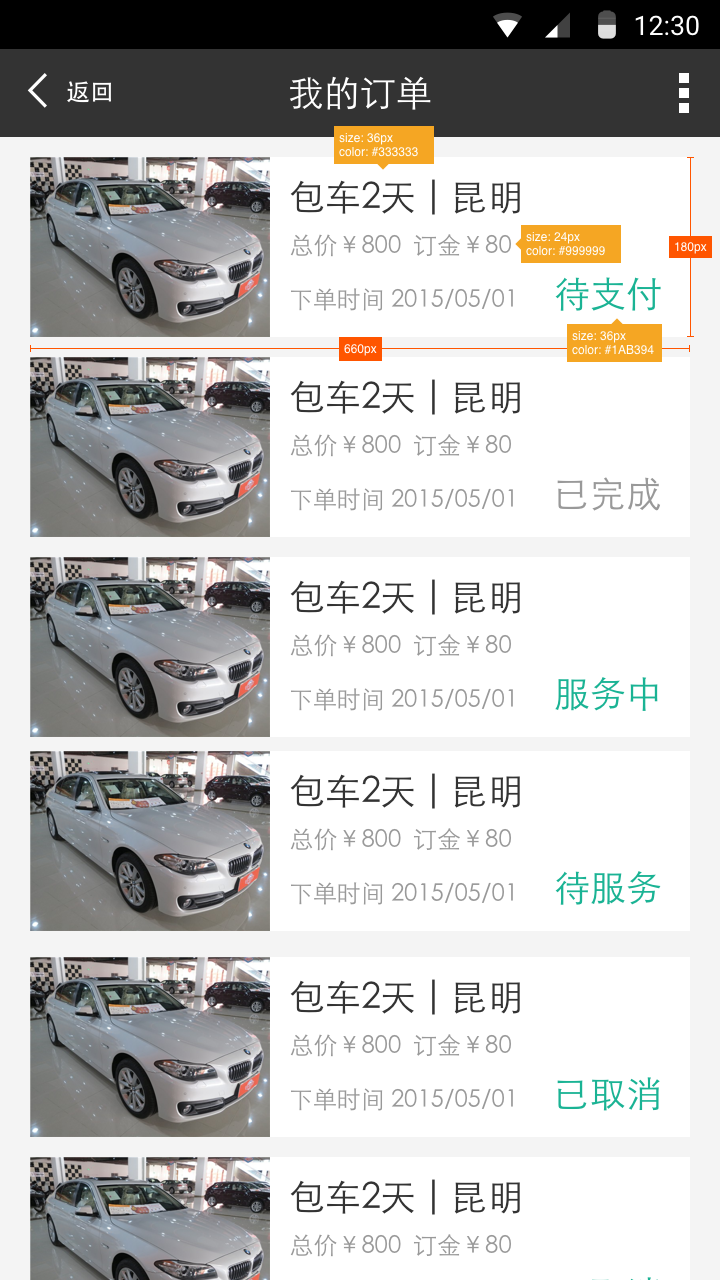 12:30
返回
我的订单
size: 36px
color: #333333
包车2天 | 昆明
总价￥800 订金￥80
size: 24px
color: #999999
180px
下单时间 2015/05/01
待支付
size: 36px
color: #1AB394
660px
包车2天 | 昆明
总价￥800 订金￥80
下单时间 2015/05/01
已完成
包车2天 | 昆明
总价￥800 订金￥80
下单时间 2015/05/01
服务中
包车2天 | 昆明
总价￥800 订金￥80
下单时间 2015/05/01
待服务
包车2天 | 昆明
总价￥800 订金￥80
下单时间 2015/05/01
已取消
包车2天 | 昆明
总价￥800 订金￥80